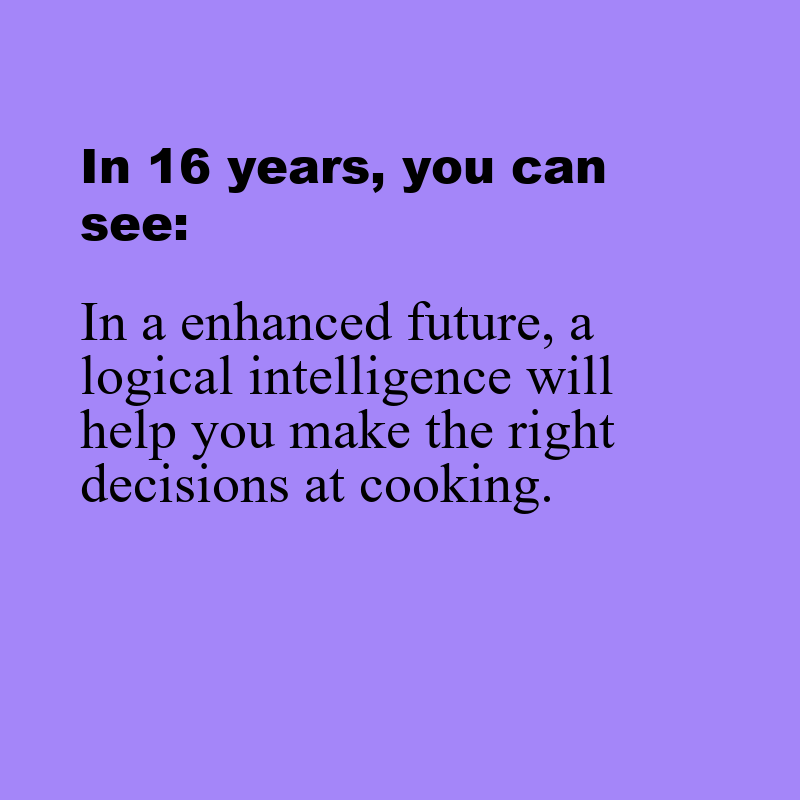 In 16 years, you can
see:
In a enhanced future, a
logical intelligence will
help you make the right
decisions at cooking.